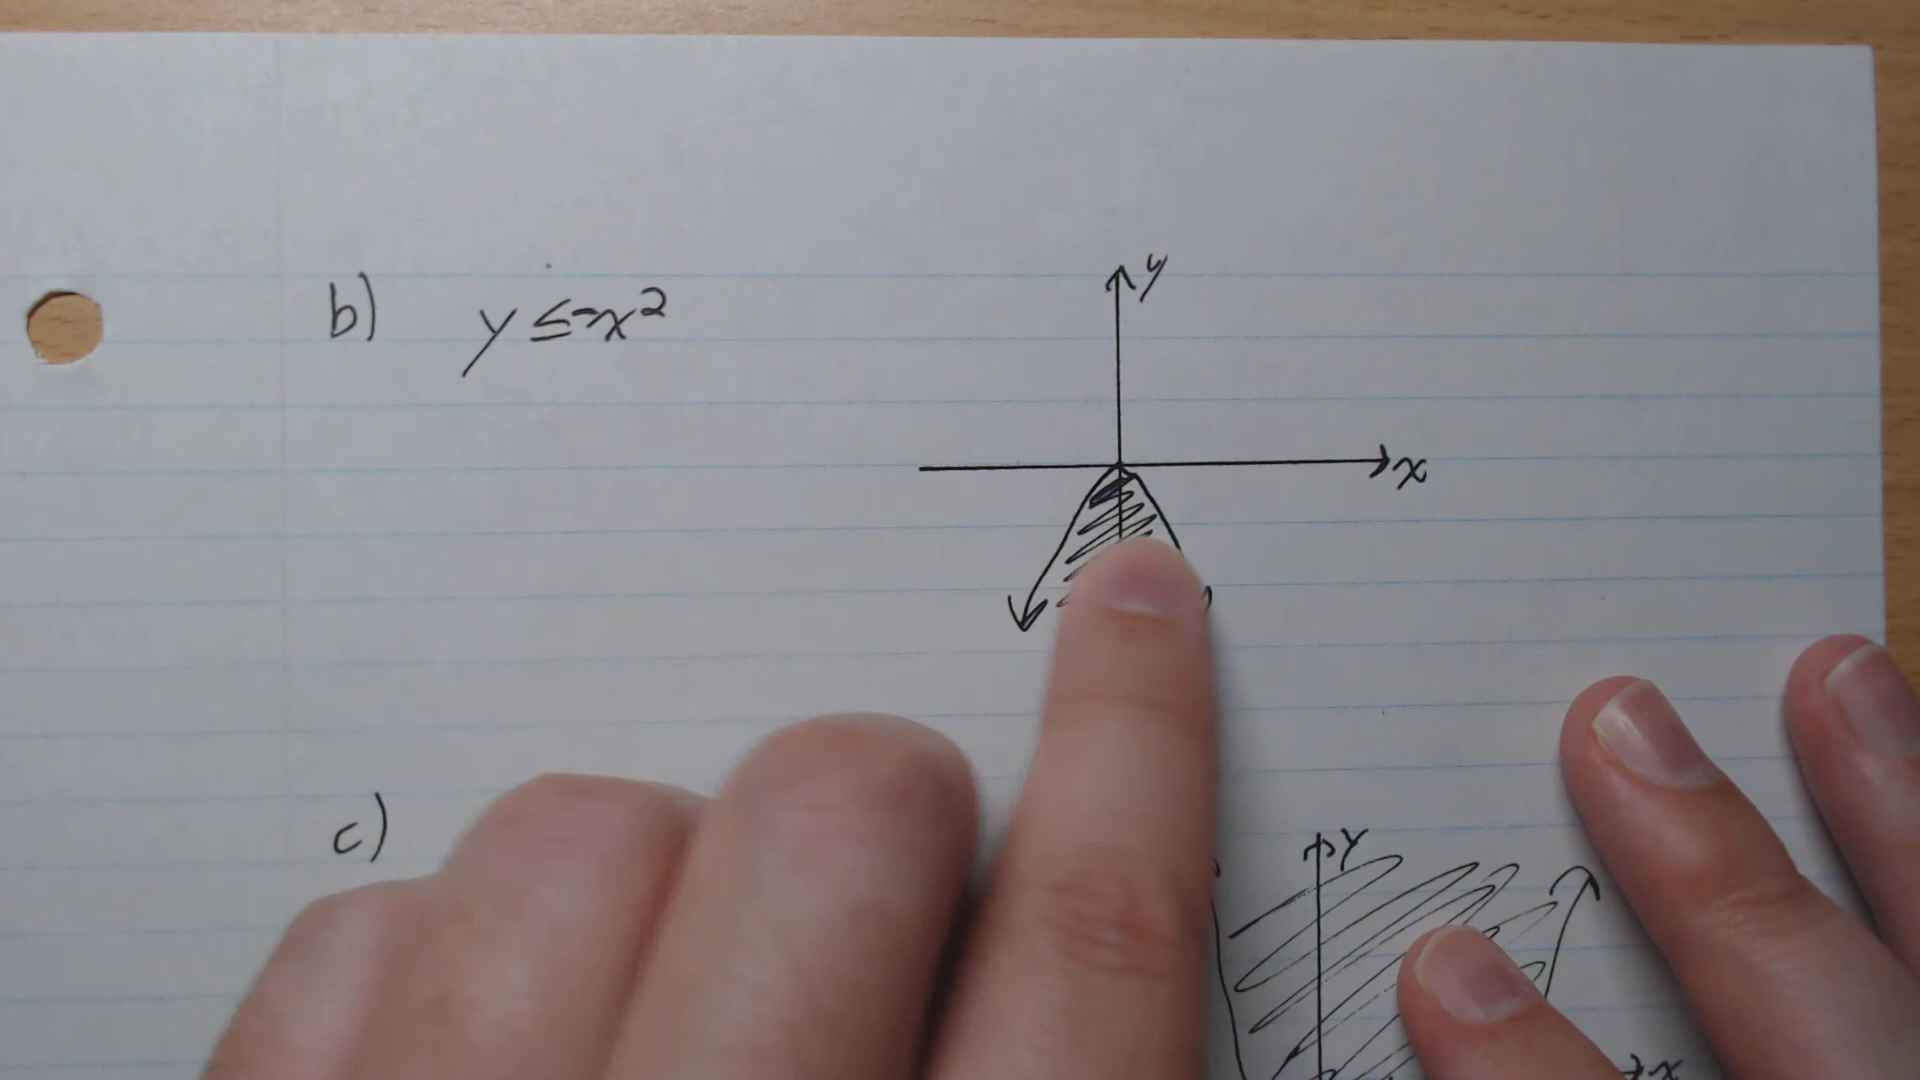 b) y ≤ -x²
y
x
c)
y
x